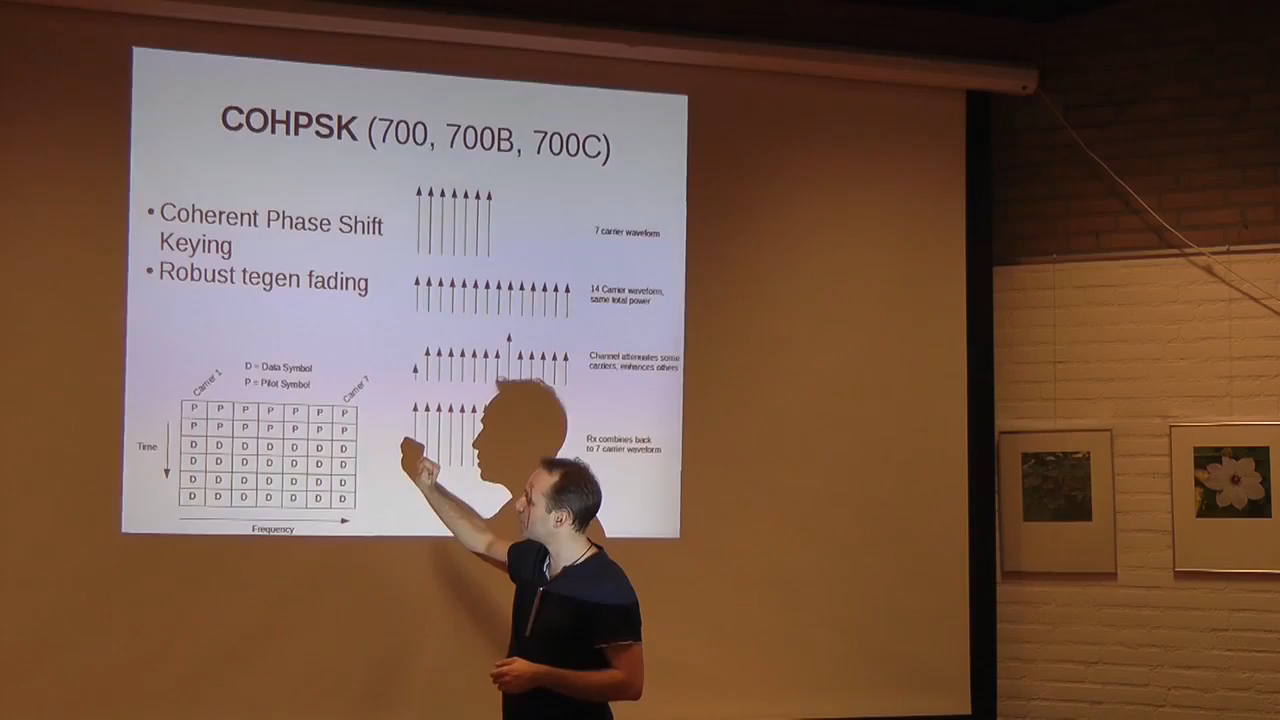 COHPSK (700, 700B, 700C)
• Coherent Phase Shift
Keying
• Robust tegen fading
7 carrier waveform
14 Carrier waveform,
same total power
Channel attenuates some
carriers, enhances others
Rx combines back
to 7 carrier waveform
D = Data Symbol
P = Pilot Symbol
Carrier 1
Carrier 7
P P P P P P P
P P P P P P P
D D D D D D D
D D D D D D D
D D D D D D D
D D D D D D D
Time
Frequency